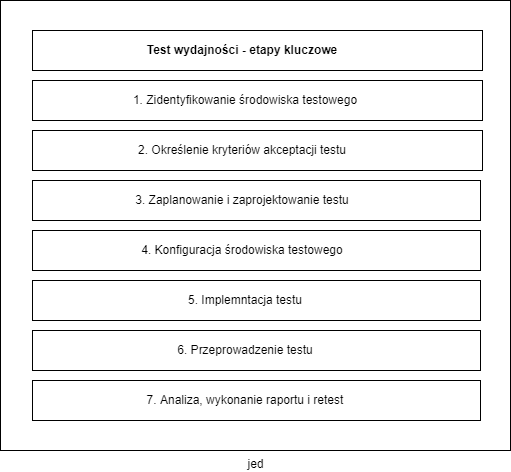 Test wydajności - etapy kluczowe
1. Zidentyfikowanie środowiska testowego
2. Określenie kryteriów akceptacji testu
3. Zaplanowanie i zaprojektowanie testu
4. Konfiguracja środowiska testowego
5. Implemntacja testu
6. Przeprowadzenie testu
7. Analiza, wykonanie raportu i retest
jed